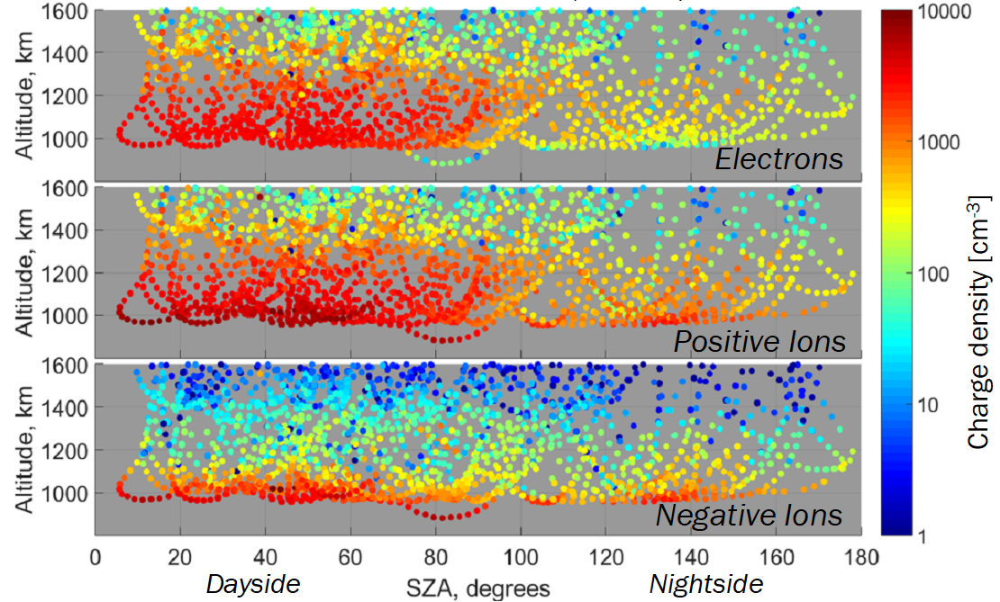 1600
1400
1200
1000
Altitude, km
Electrons
1600
1400
1200
1000
Altitude, km
Positive Ions
1600
1400
1200
1000
Altitude, km
Negative Ions
0 20 40 60 80 100 120 140 160 180
Dayside SZA, degrees Nightside
10000
1000
100
10
1
Charge density [cm-3]